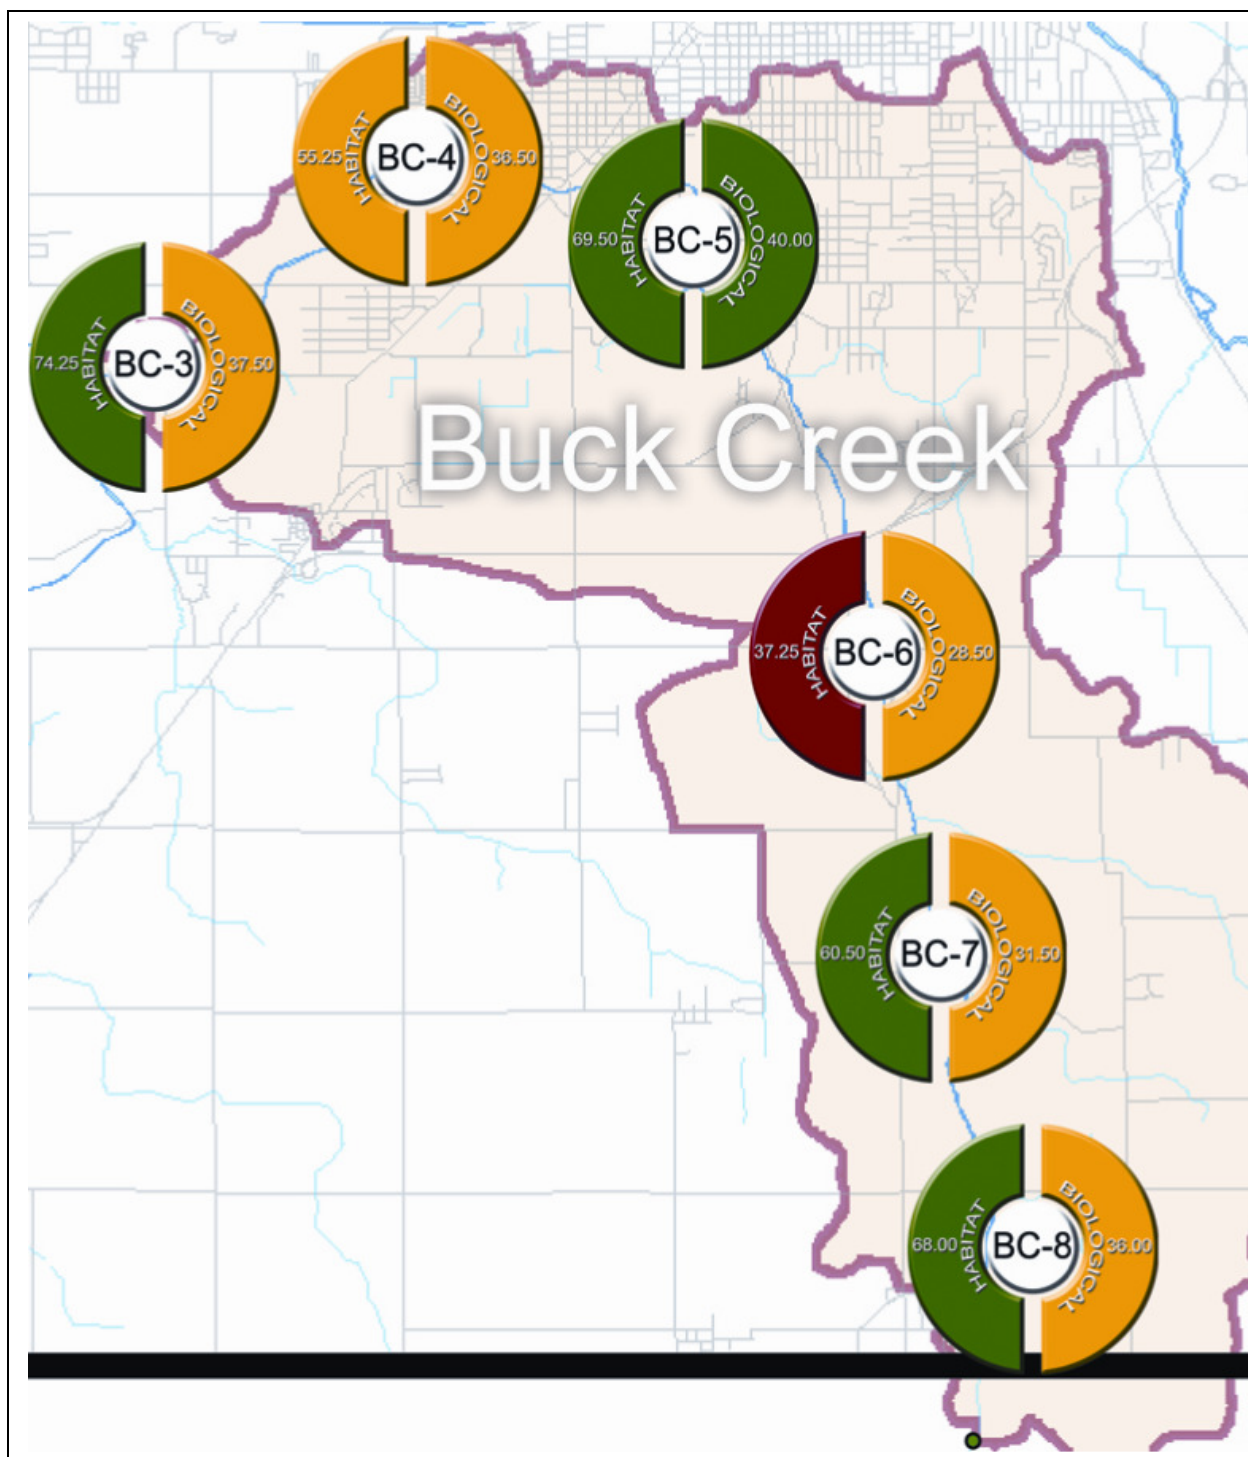 55.25 HABITAT BC-4 BIOLOGICAL 36.50
69.50 HABITAT BC-5 BIOLOGICAL 40.00
74.25 HABITAT BC-3 BIOLOGICAL 37.50
Buck Creek
37.25 HABITAT BC-6 BIOLOGICAL 28.50
60.50 HABITAT BC-7 BIOLOGICAL 31.50
68.00 HABITAT BC-8 BIOLOGICAL 36.00